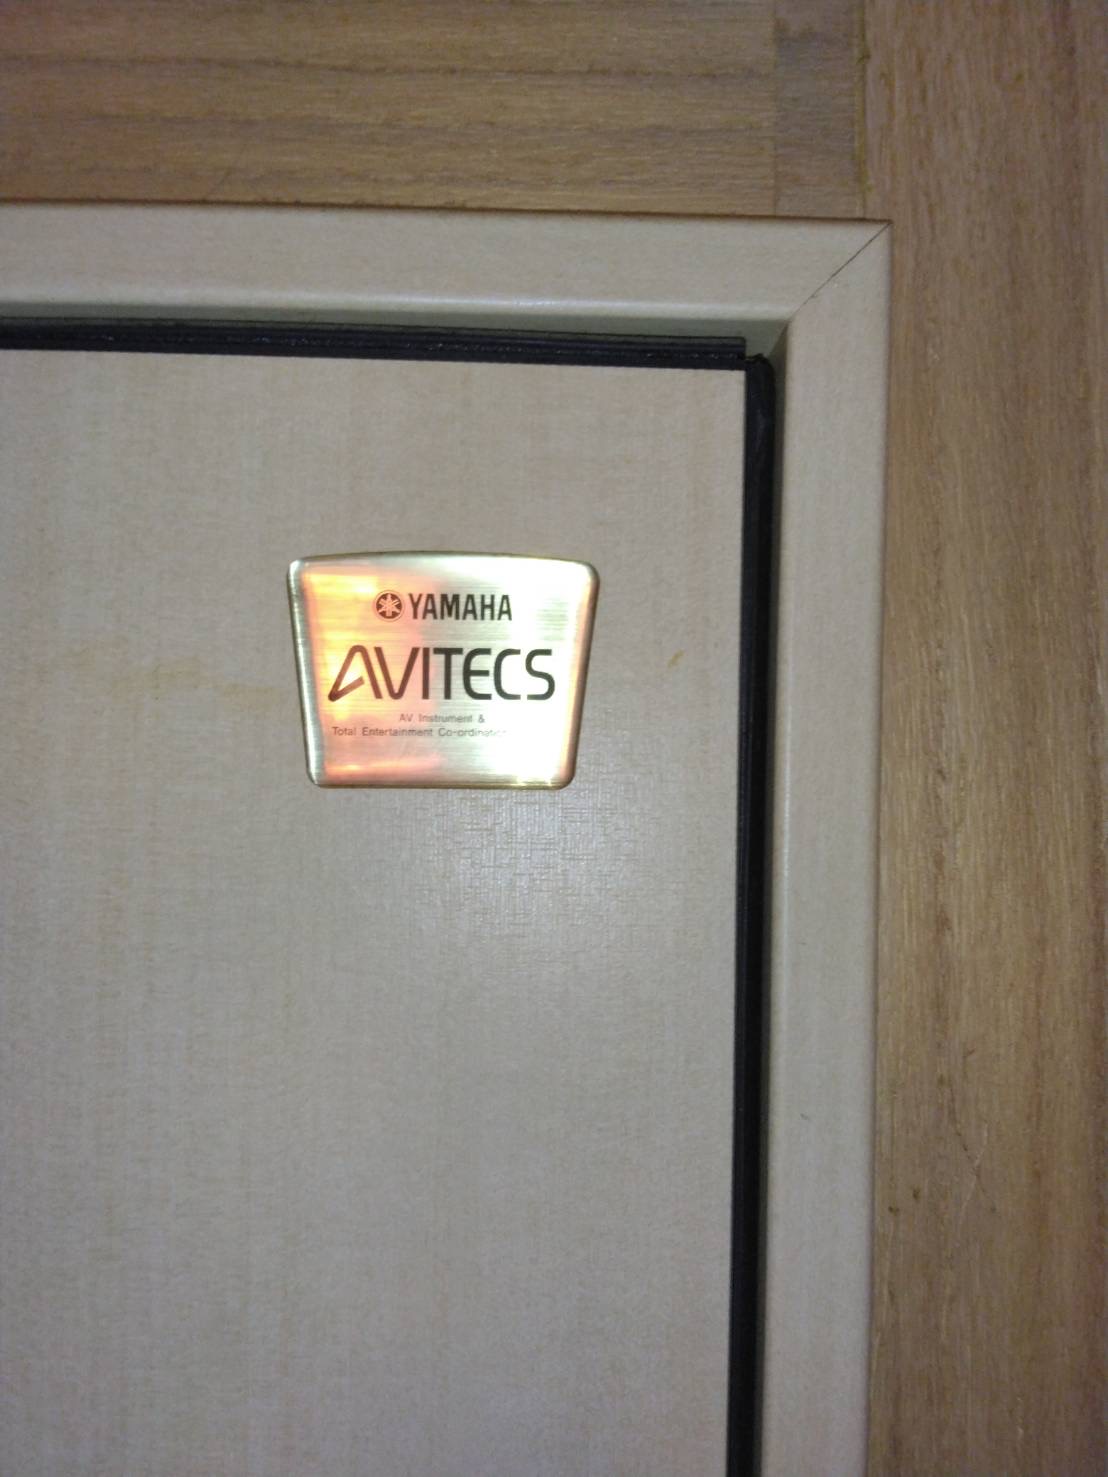 YAMAHA
AVITECS
AV Instrument &
Total Entertainment Co-ordination